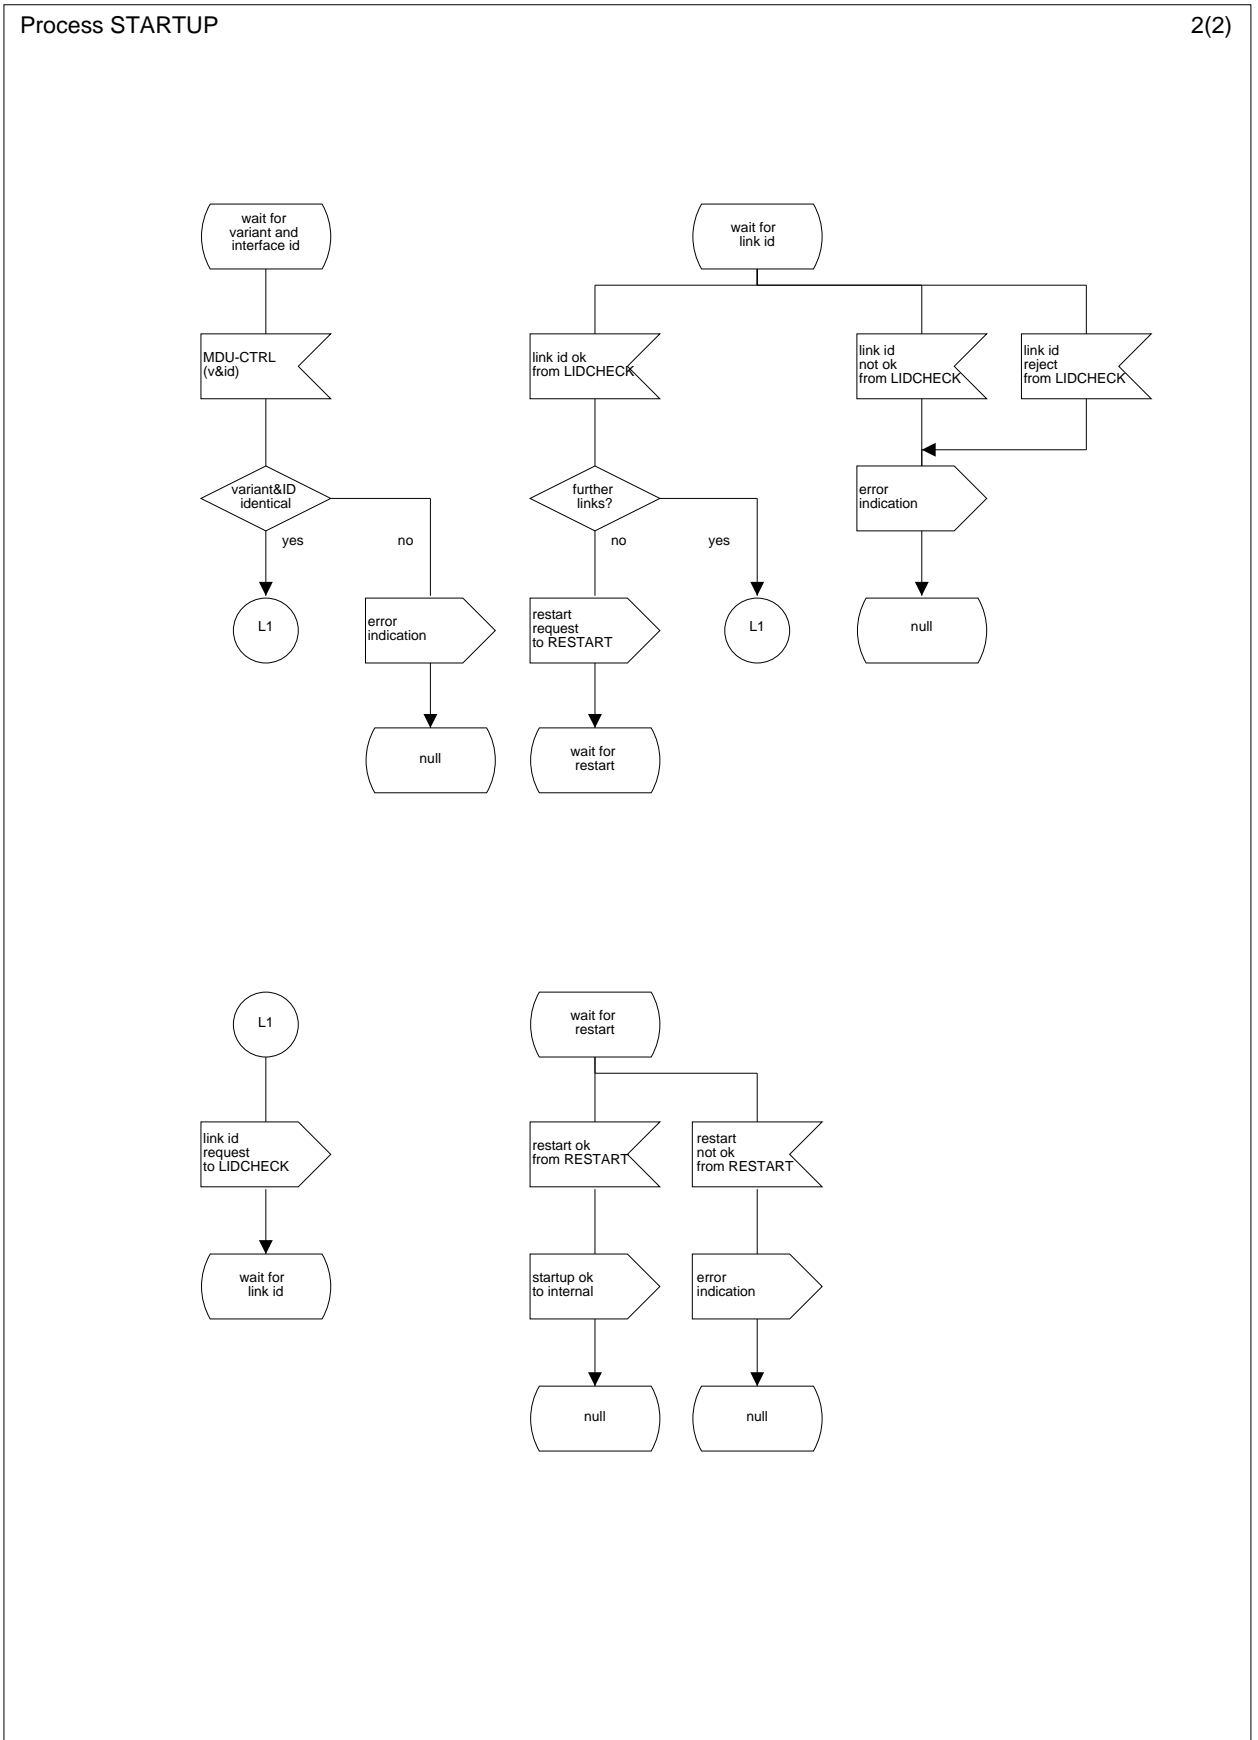 Process STARTUP
2(2)
wait for
variant and
interface id
wait for
link id
MDU-CTRL
(v&id)
link id ok
from LIDCHECK
link id
not ok
from LIDCHECK
link id
reject
from LIDCHECK
variant&ID
identical
further
links?
error
indication
yes
no
no
yes
L1
error
indication
restart
request
to RESTART
L1
null
null
wait for
restart
L1
wait for
restart
link id
request
to LIDCHECK
restart ok
from RESTART
restart
not ok
from RESTART
wait for
link id
startup ok
to internal
error
indication
null
null